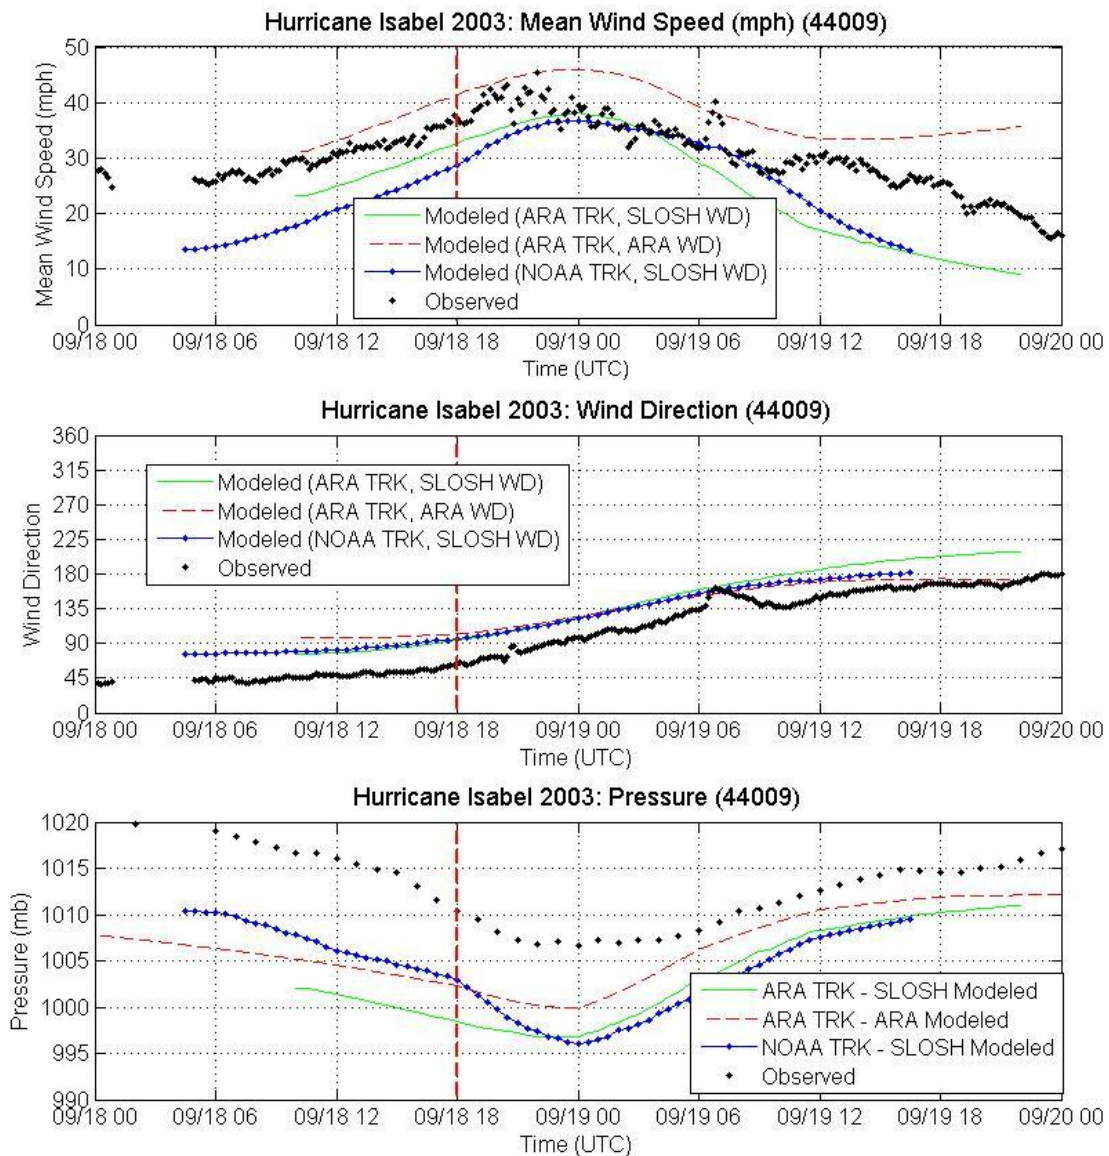 Hurricane Isabel 2003: Mean Wind Speed (mph) (44009)
Mean Wind Speed (mph)
50
40
30
20
10
0
Modeled (ARA TRK, SLOSH WD)
Modeled (ARA TRK, ARA WD)
Modeled (NOAA TRK, SLOSH WD)
Observed
09/18 00 09/18 06 09/18 12 09/18 18 09/19 00 09/19 06 09/19 12 09/19 18 09/20 00
Time (UTC)
Hurricane Isabel 2003: Wind Direction (44009)
Wind Direction
360
315
270
225
180
135
90
45
0
Modeled (ARA TRK, SLOSH WD)
Modeled (ARA TRK, ARA WD)
Modeled (NOAA TRK, SLOSH WD)
Observed
09/18 00 09/18 06 09/18 12 09/18 18 09/19 00 09/19 06 09/19 12 09/19 18 09/20 00
Time (UTC)
Hurricane Isabel 2003: Pressure (44009)
Pressure (mb)
1020
1015
1010
1005
1000
995
990
ARA TRK - SLOSH Modeled
ARA TRK - ARA Modeled
NOAA TRK - SLOSH Modeled
Observed
09/18 00 09/18 06 09/18 12 09/18 18 09/19 00 09/19 06 09/19 12 09/19 18 09/20 00
Time (UTC)